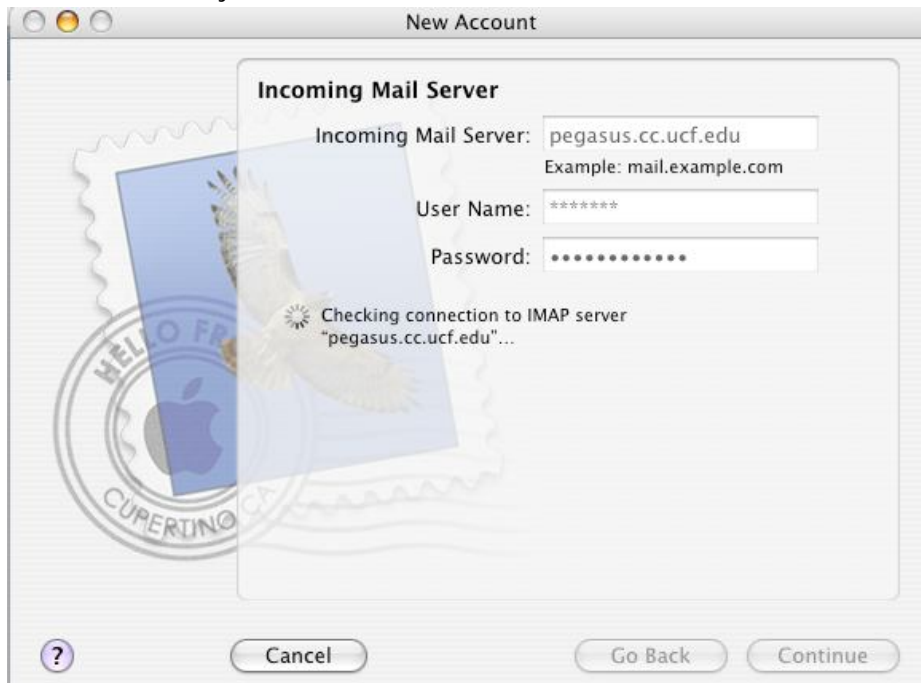 New Account
Incoming Mail Server
Incoming Mail Server: pegasus.cc.ucf.edu
Example: mail.example.com
User Name: *******
Password: ••••••••••••
Checking connection to IMAP server
"pegasus.cc.ucf.edu"...
HELLO FR
CUPERTINO CA
? Cancel Go Back Continue